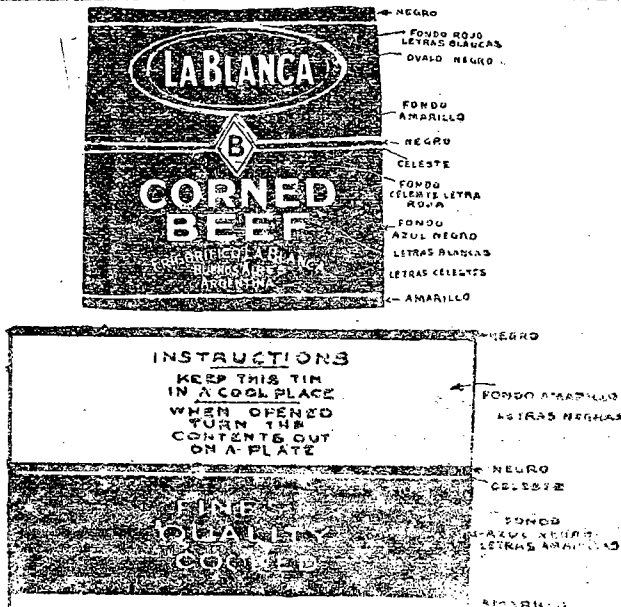 NEGRO
FONDO ROJO
LETRAS BLANCAS
OVALO NEGRO
LA BLANCA
FONDO
AMARILLO
B
NEGRO
CELESTE
CORNED
BEEF
FONDO
CELESTE LETRA
ROJA
FONDO
AZUL NEGRO
LETRAS BLANCAS
LETRAS CELESTES
FRIGORIFICO LA BLANCA
BUENOS AIRES
ARGENTINA
AMARILLO
NEGRO
INSTRUCTIONS
KEEP THIS TIN
IN A COOL PLACE
WHEN OPENED
TURN THE
CONTENTS OUT
ON A PLATE
FONDO AMARILLO
LETRAS NEGRAS
NEGRO
CELESTE
FINE
QUALITY
COOKED
FONDO
AZUL NEGRO
LETRAS AMARILLAS
AMARILLO